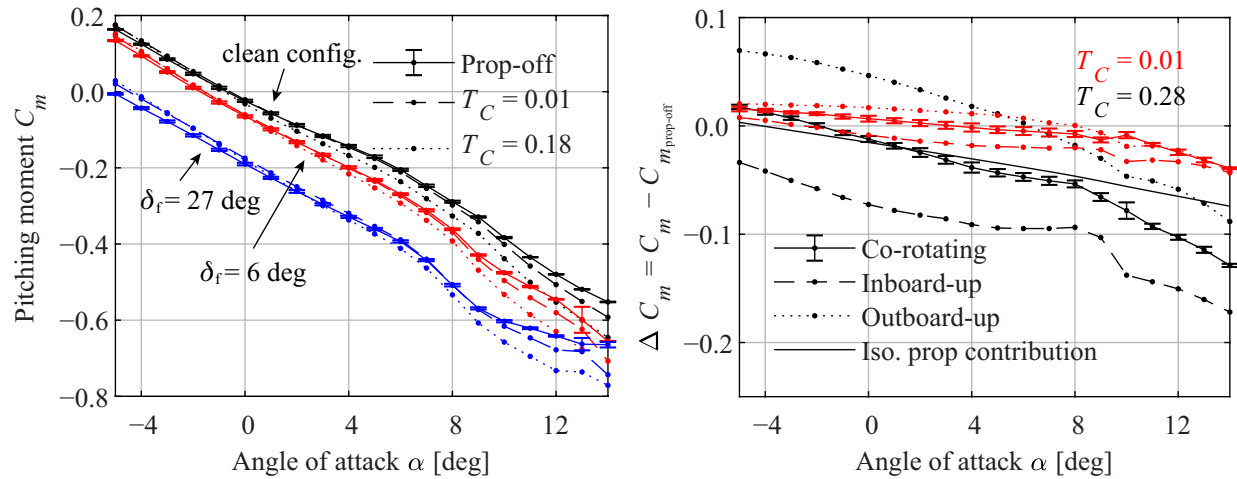 0.2
0.0
−0.2
−0.4
−0.6
−0.8
−4
0
4
8
12
Pitching moment C_m
Angle of attack α [deg]
clean config.
Prop-off
T_C = 0.01
T_C = 0.18
δ_f = 27 deg
δ_f = 6 deg
0.1
0.0
−0.1
−0.2
−4
0
4
8
12
Δ C_m = C_m − C_{m_{prop-off}}
Angle of attack α [deg]
T_C = 0.01
T_C = 0.28
Co-rotating
Inboard-up
Outboard-up
Iso. prop contribution